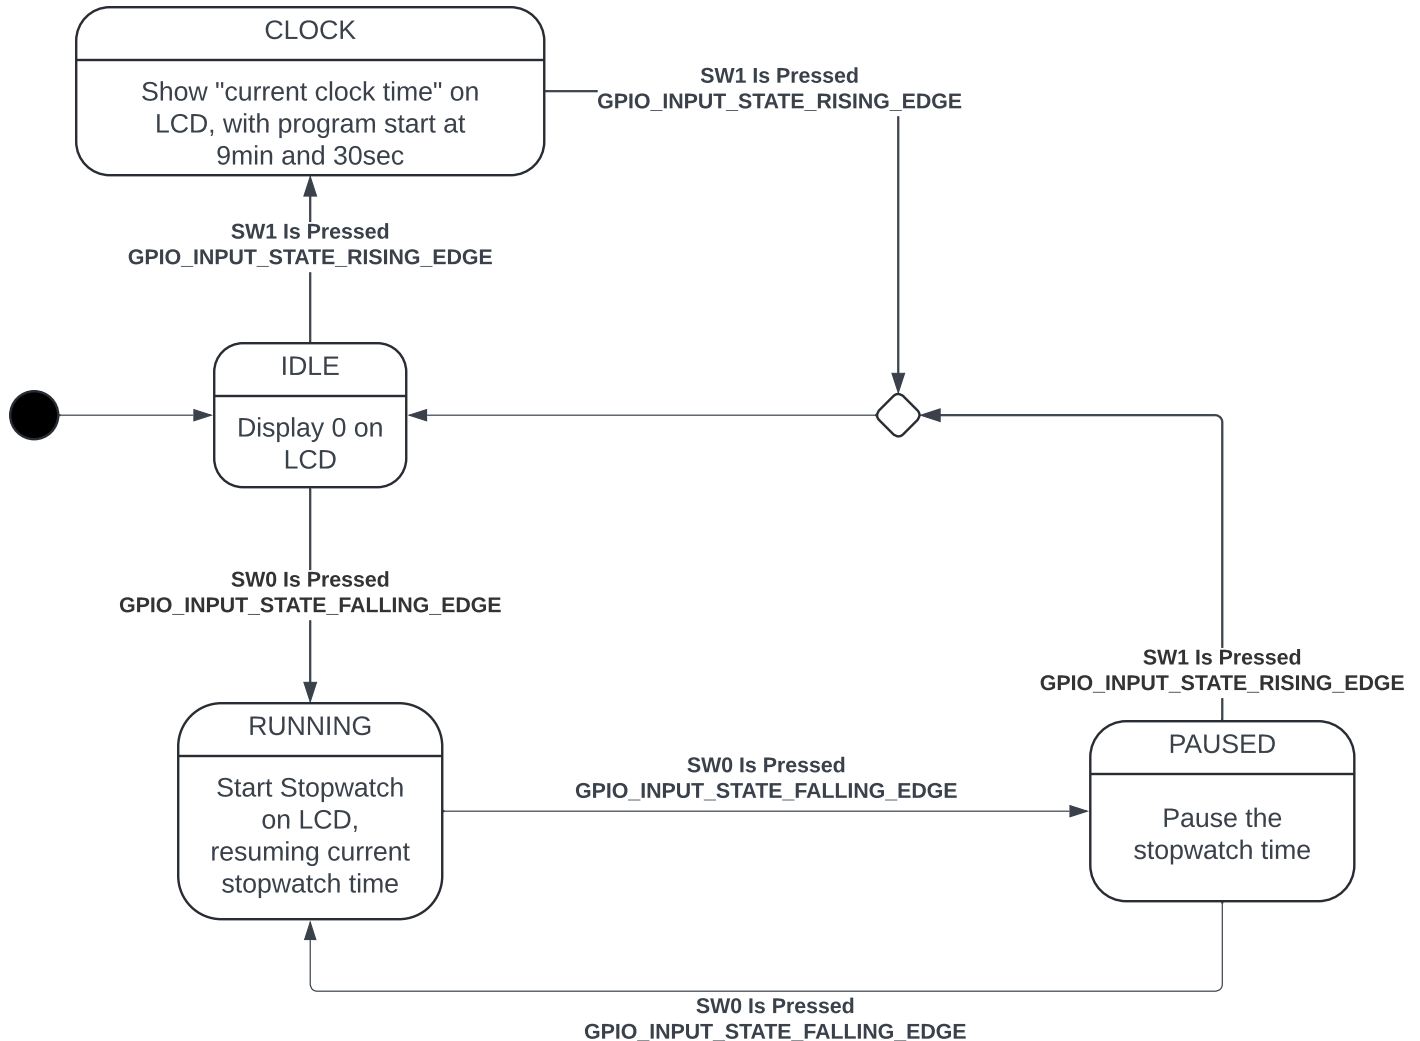 CLOCK
Show "current clock time" on
LCD, with program start at
9min and 30sec
SW1 Is Pressed
GPIO_INPUT_STATE_RISING_EDGE
SW1 Is Pressed
GPIO_INPUT_STATE_RISING_EDGE
IDLE
Display 0 on
LCD
SW0 Is Pressed
GPIO_INPUT_STATE_FALLING_EDGE
RUNNING
Start Stopwatch
on LCD,
resuming current
stopwatch time
SW0 Is Pressed
GPIO_INPUT_STATE_FALLING_EDGE
SW1 Is Pressed
GPIO_INPUT_STATE_RISING_EDGE
PAUSED
Pause the
stopwatch time
SW0 Is Pressed
GPIO_INPUT_STATE_FALLING_EDGE